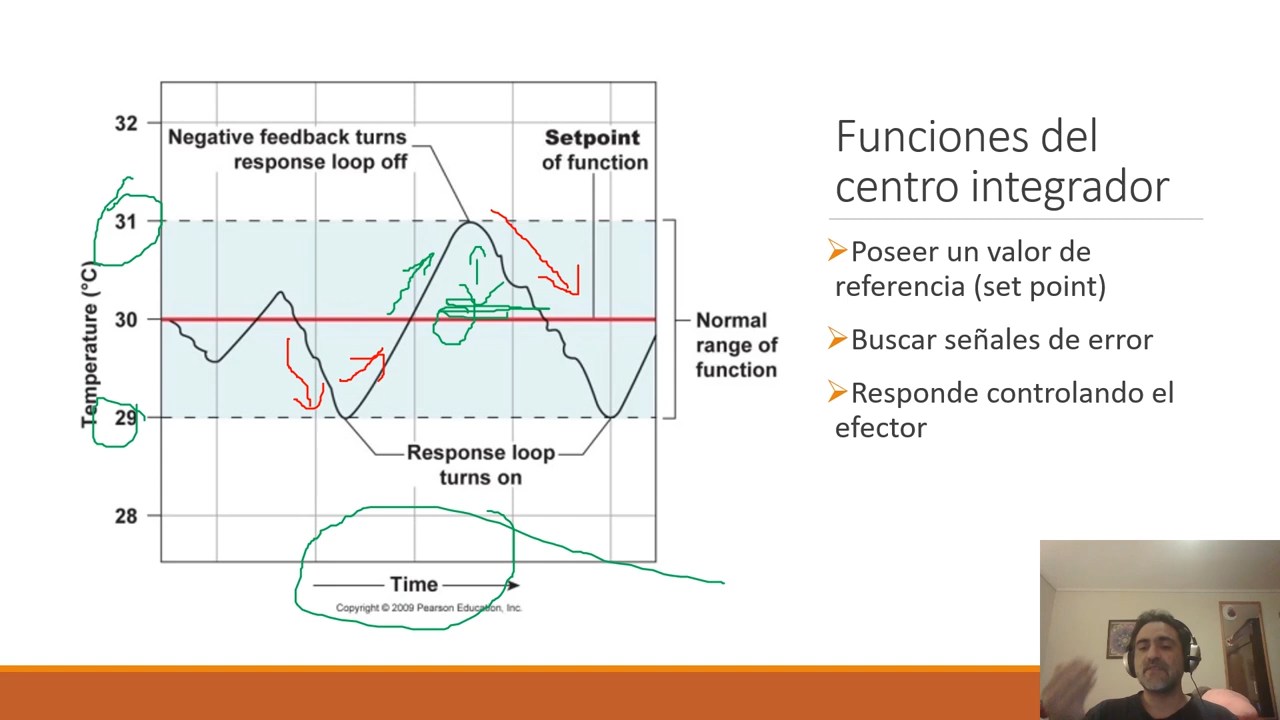 32
Negative feedback turns
response loop off
Setpoint
of function
31
Temperature (°C)
30
Normal
range of
function
29
Response loop
turns on
28
Time
Copyright © 2009 Pearson Education, Inc.
Funciones del
centro integrador
Poseer un valor de
referencia (set point)
Buscar señales de error
Responde controlando el
efector